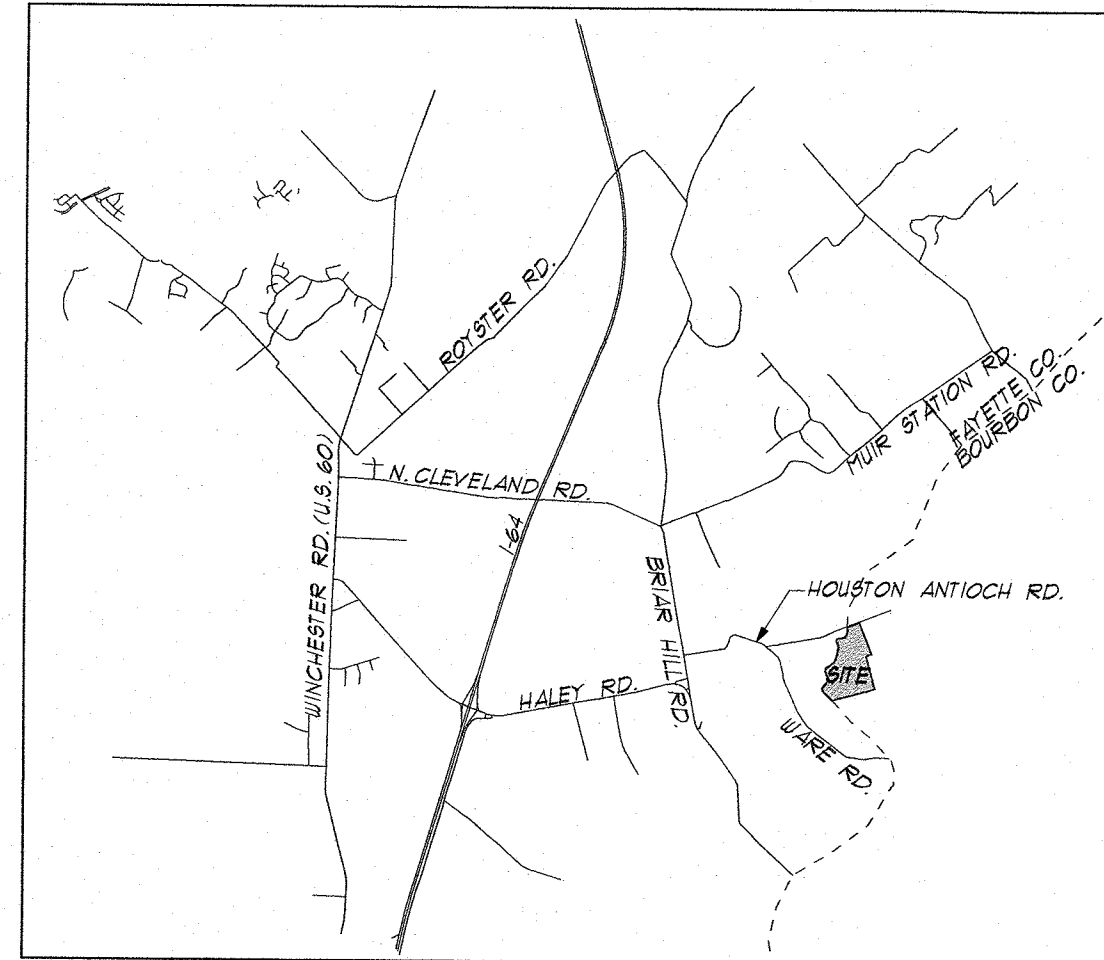 ROYSTER RD.
MUIR STATION RD.
FAYETTE CO.
BOURBON CO.
N. CLEVELAND RD.
WINCHESTER RD. (U.S. 60)
I-64
BRIAR HILL RD.
HOUSTON ANTIOCH RD.
SITE
HALEY RD.
WARE RD.